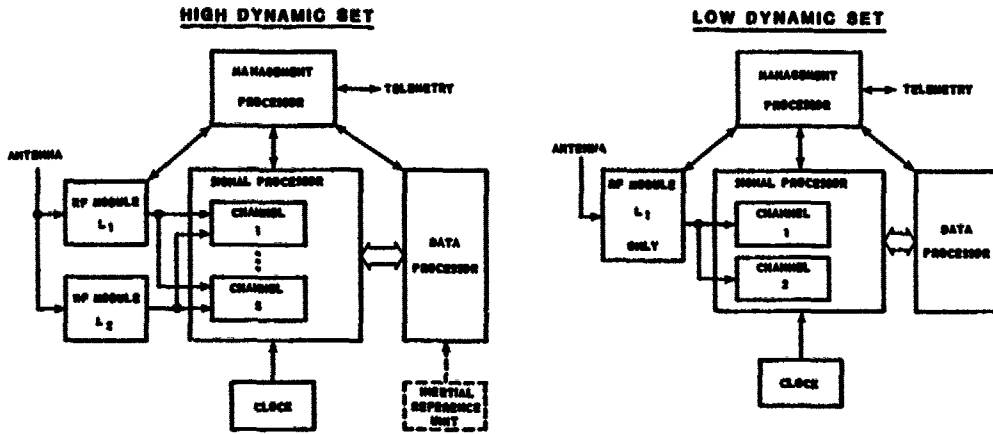 HIGH DYNAMIC SET
MANAGEMENT
PROCESSOR
TELEMETRY
ANTENNA
RF MODULE
L1
RF MODULE
L2
SIGNAL PROCESSOR
CHANNEL
1
CHANNEL
DATA
PROCESSOR
CLOCK
INERTIAL
REFERENCE
UNIT
LOW DYNAMIC SET
MANAGEMENT
PROCESSOR
TELEMETRY
ANTENNA
RF MODULE
L1
ONLY
SIGNAL PROCESSOR
CHANNEL
1
CHANNEL
2
DATA
PROCESSOR
CLOCK